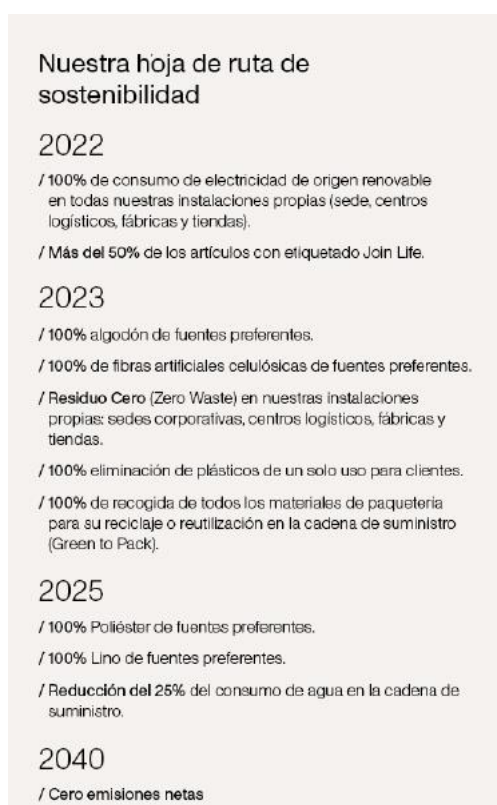 Nuestra hoja de ruta de
sostenibilidad
2022
/ 100% de consumo de electricidad de origen renovable
en todas nuestras instalaciones propias (sede, centros
logísticos, fábricas y tiendas).
/ Más del 50% de los artículos con etiquetado Join Life.
2023
/ 100% algodón de fuentes preferentes.
/ 100% de fibras artificiales celulósicas de fuentes preferentes.
/ Residuo Cero (Zero Waste) en nuestras instalaciones
propias: sedes corporativas, centros logísticos, fábricas y
tiendas.
/ 100% eliminación de plásticos de un solo uso para clientes.
/ 100% de recogida de todos los materiales de paquetería
para su reciclaje o reutilización en la cadena de suministro
(Green to Pack).
2025
/ 100% Poliéster de fuentes preferentes.
/ 100% Lino de fuentes preferentes.
/ Reducción del 25% del consumo de agua en la cadena de
suministro.
2040
/ Cero emisiones netas